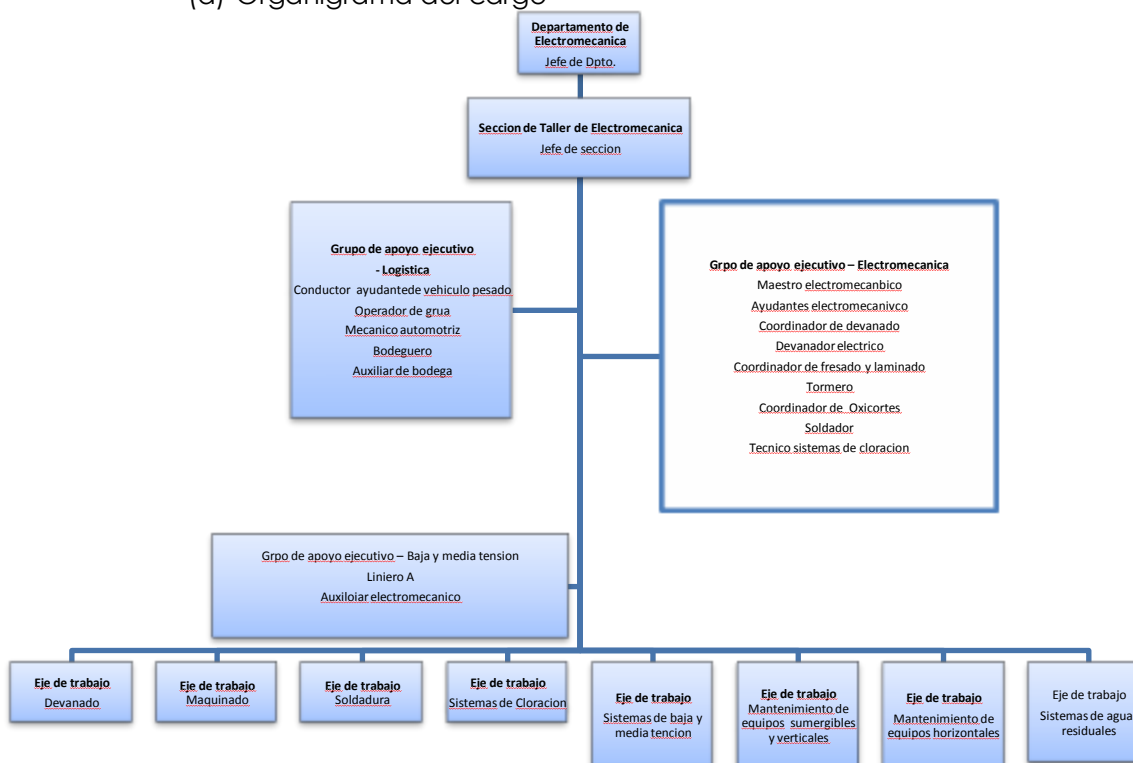 (a) Organigrama del cargo
Departamento de
Electromecanica
Jefe de Dpto.
Seccion de Taller de Electromecanica
Jefe de seccion
Grupo de apoyo ejecutivo
- Logistica
Conductor ayudantede vehiculo pesado
Operador de grua
Mecanico automotriz
Bodeguero
Auxiliar de bodega
Grpo de apoyo ejecutivo – Electromecanica
Maestro electromecanbico
Ayudantes electromecanivco
Coordinador de devanado
Devanador electrico
Coordinador de fresado y laminado
Tormero
Coordinador de Oxicortes
Soldador
Tecnico sistemas de cloracion
Grpo de apoyo ejecutivo – Baja y media tension
Liniero A
Auxiloiar electromecanico
Eje de trabajo
Devanado
Eje de trabajo
Maquinado
Eje de trabajo
Soldadura
Eje de trabajo
Sistemas de Cloracion
Eje de trabajo
Sistemas de baja y
media tencion
Eje de trabajo
Mantenimiento de
equipos sumergibles
y verticales
Eje de trabajo
Mantenimiento de
equipos horizontales
Eje de trabajo
Sistemas de agua
residuales